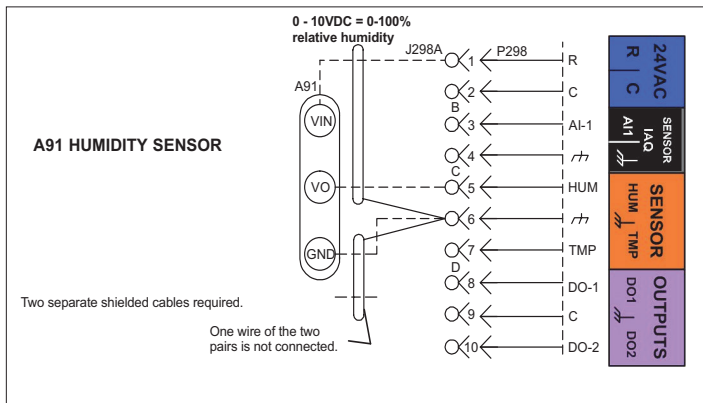 0 - 10VDC = 0-100%
relative humidity
J298A
P298
A91
A91 HUMIDITY SENSOR
VIN
VO
GND
1 R
2 C
B
3 AI-1
4
C
5 HUM
6
7 TMP
D
8 DO-1
9 C
10 DO-2
Two separate shielded cables required.
One wire of the two
pairs is not connected.
24VAC
R C
SENSOR
IAQ
AI1
SENSOR
HUM TMP
OUTPUTS
DO1 DO2